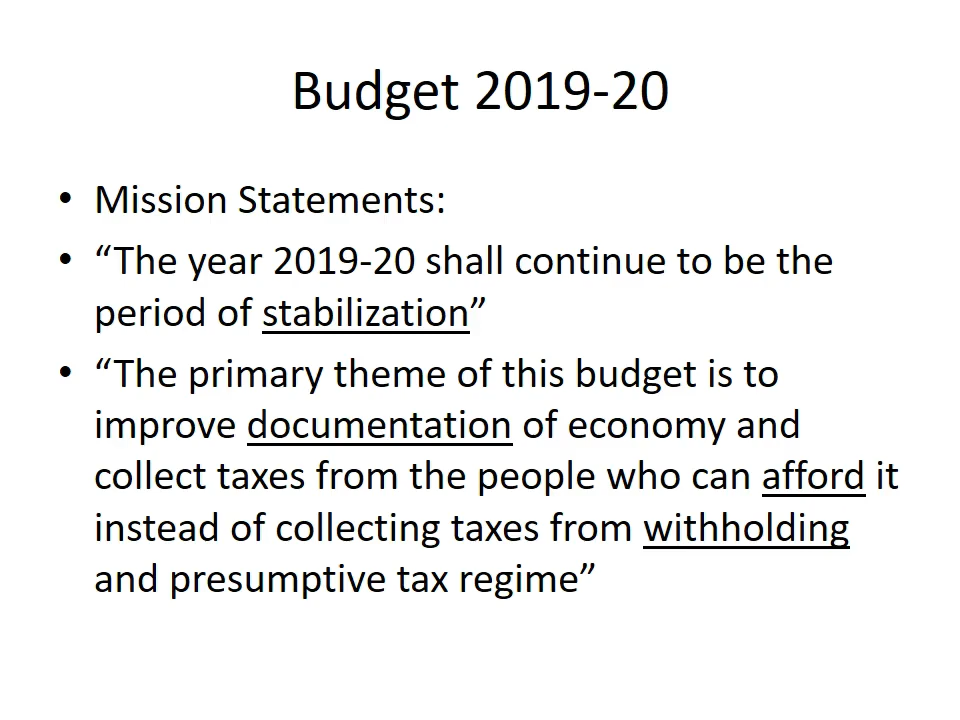 Budget 2019-20
• Mission Statements:
• “The year 2019-20 shall continue to be the
period of stabilization”
• “The primary theme of this budget is to
improve documentation of economy and
collect taxes from the people who can afford it
instead of collecting taxes from withholding
and presumptive tax regime”